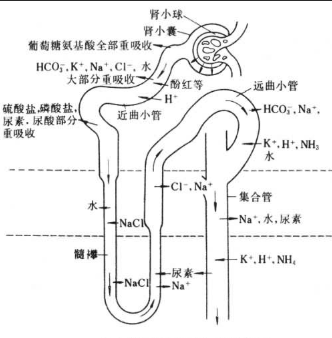 肾小球
肾小囊
葡萄糖氨基酸全部重吸收
HCO₃⁻, K⁺, Na⁺, Cl⁻, 水
大部分重吸收
酚红等
H⁺
近曲小管
硫酸盐,磷酸盐,
尿素.尿酸部分
重吸收
远曲小管
HCO₃⁻, Na⁺,
K⁺, H⁺, NH₃
水
Cl⁻, Na⁺
集合管
水
NaCl
Na⁺, 水, 尿素
髓襻
K⁺, H⁺, NH₄
NaCl
尿素
Na⁺